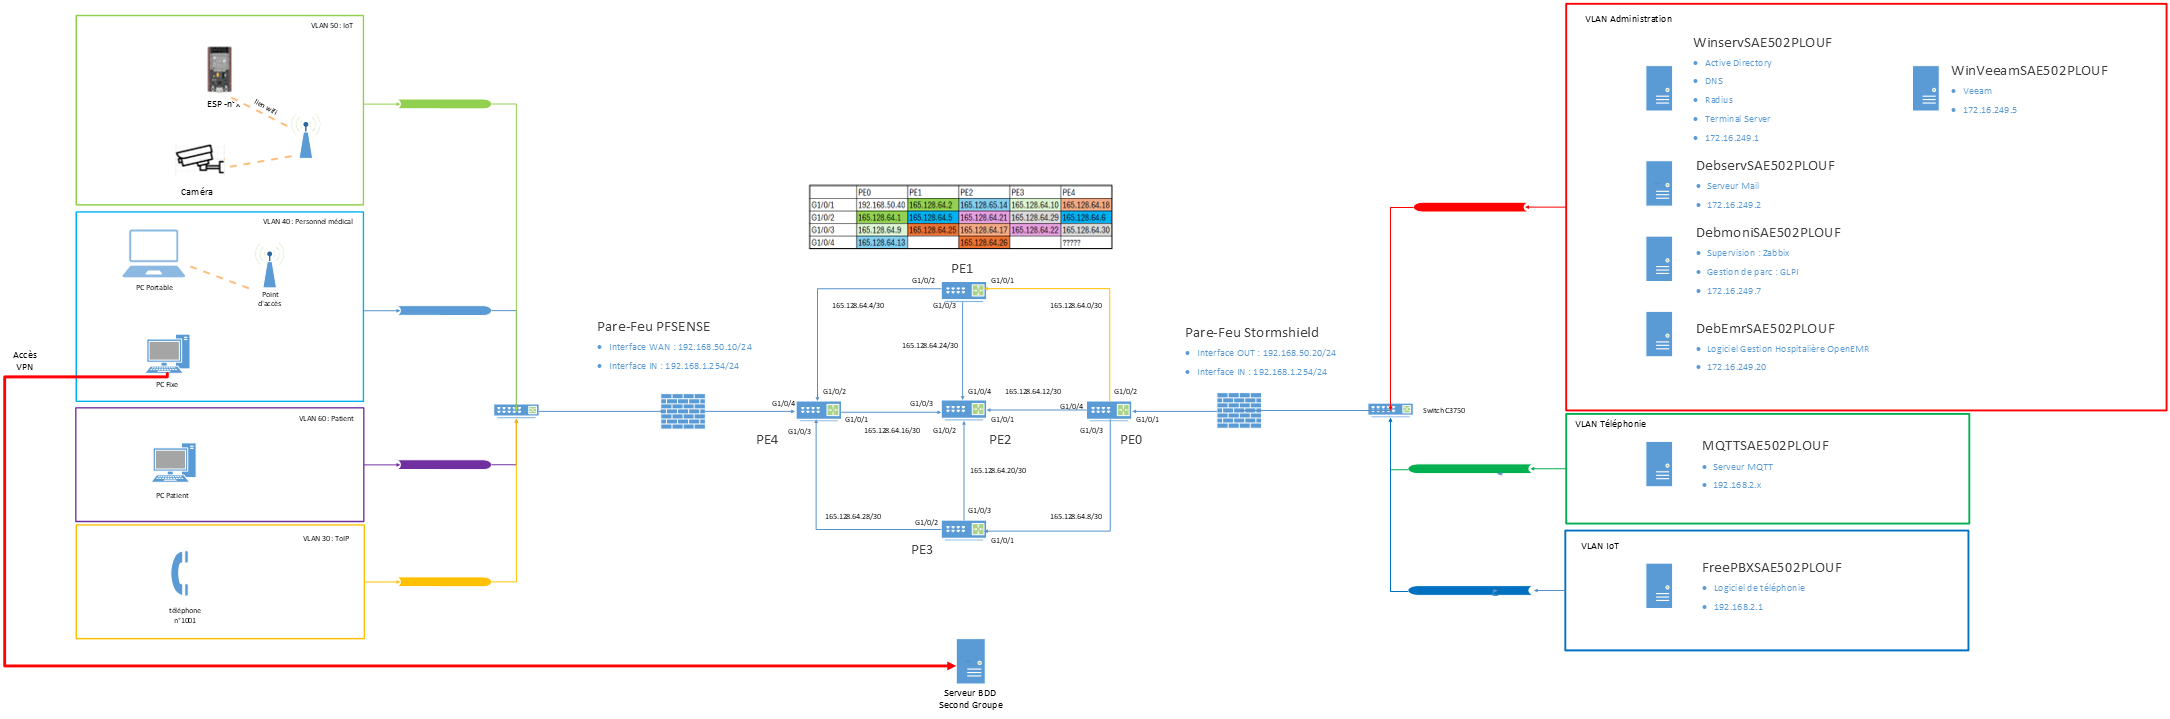 VLAN 50 : IoT
ESP -n° x
lien wifi
Caméra
VLAN 40 : Personnel médical
PC Portable
Point
d'accès
PC Fixe
Accès
VPN
VLAN 60 : Patient
PC Patient
VLAN 30 : ToIP
téléphone
n°1001
Pare-Feu PFSENSE
• Interface WAN : 192.168.50.10/24
• Interface IN : 192.168.1.254/24
PE0 PE1 PE2 PE3 PE4
G1/0/1 192.168.50.40 165.128.64.2 165.128.65.14 165.128.64.10 165.128.64.18
G1/0/2 165.128.64.1 165.128.64.5 165.128.64.21 165.128.64.29 165.128.64.6
G1/0/3 165.128.64.9 165.128.64.25 165.128.64.17 165.128.64.22 165.128.64.30
G1/0/4 165.128.64.13 165.128.64.26 ?????
PE1
G1/0/2
G1/0/1
165.128.64.4/30
G1/0/3
165.128.64.0/30
165.128.64.24/30
G1/0/2
G1/0/4
165.128.64.12/30
G1/0/2
G1/0/4
G1/0/3
G1/0/4
G1/0/1
G1/0/1
G1/0/1
G1/0/3
165.128.64.16/30
G1/0/2
G1/0/3
PE4
PE2
PE0
165.128.64.20/30
G1/0/3
165.128.64.28/30
G1/0/2
165.128.64.8/30
G1/0/1
PE3
Serveur BDD
Second Groupe
Pare-Feu Stormshield
• Interface OUT : 192.168.50.20/24
• Interface IN : 192.168.1.254/24
Switch C3750
VLAN Administration
WinservSAE502PLOUF
• Active Directory
• DNS
• Radius
• Terminal Server
• 172.16.249.1
WinVeeamSAE502PLOUF
• Veeam
• 172.16.249.5
DebservSAE502PLOUF
• Serveur Mail
• 172.16.249.2
DebmoniSAE502PLOUF
• Supervision : Zabbix
• Gestion de parc : GLPI
• 172.16.249.7
DebEmrSAE502PLOUF
• Logiciel Gestion Hospitalière OpenEMR
• 172.16.249.20
VLAN Téléphonie
MQTTSAE502PLOUF
• Serveur MQTT
• 192.168.2.x
VLAN IoT
FreePBXSAE502PLOUF
• Logiciel de téléphonie
• 192.168.2.1